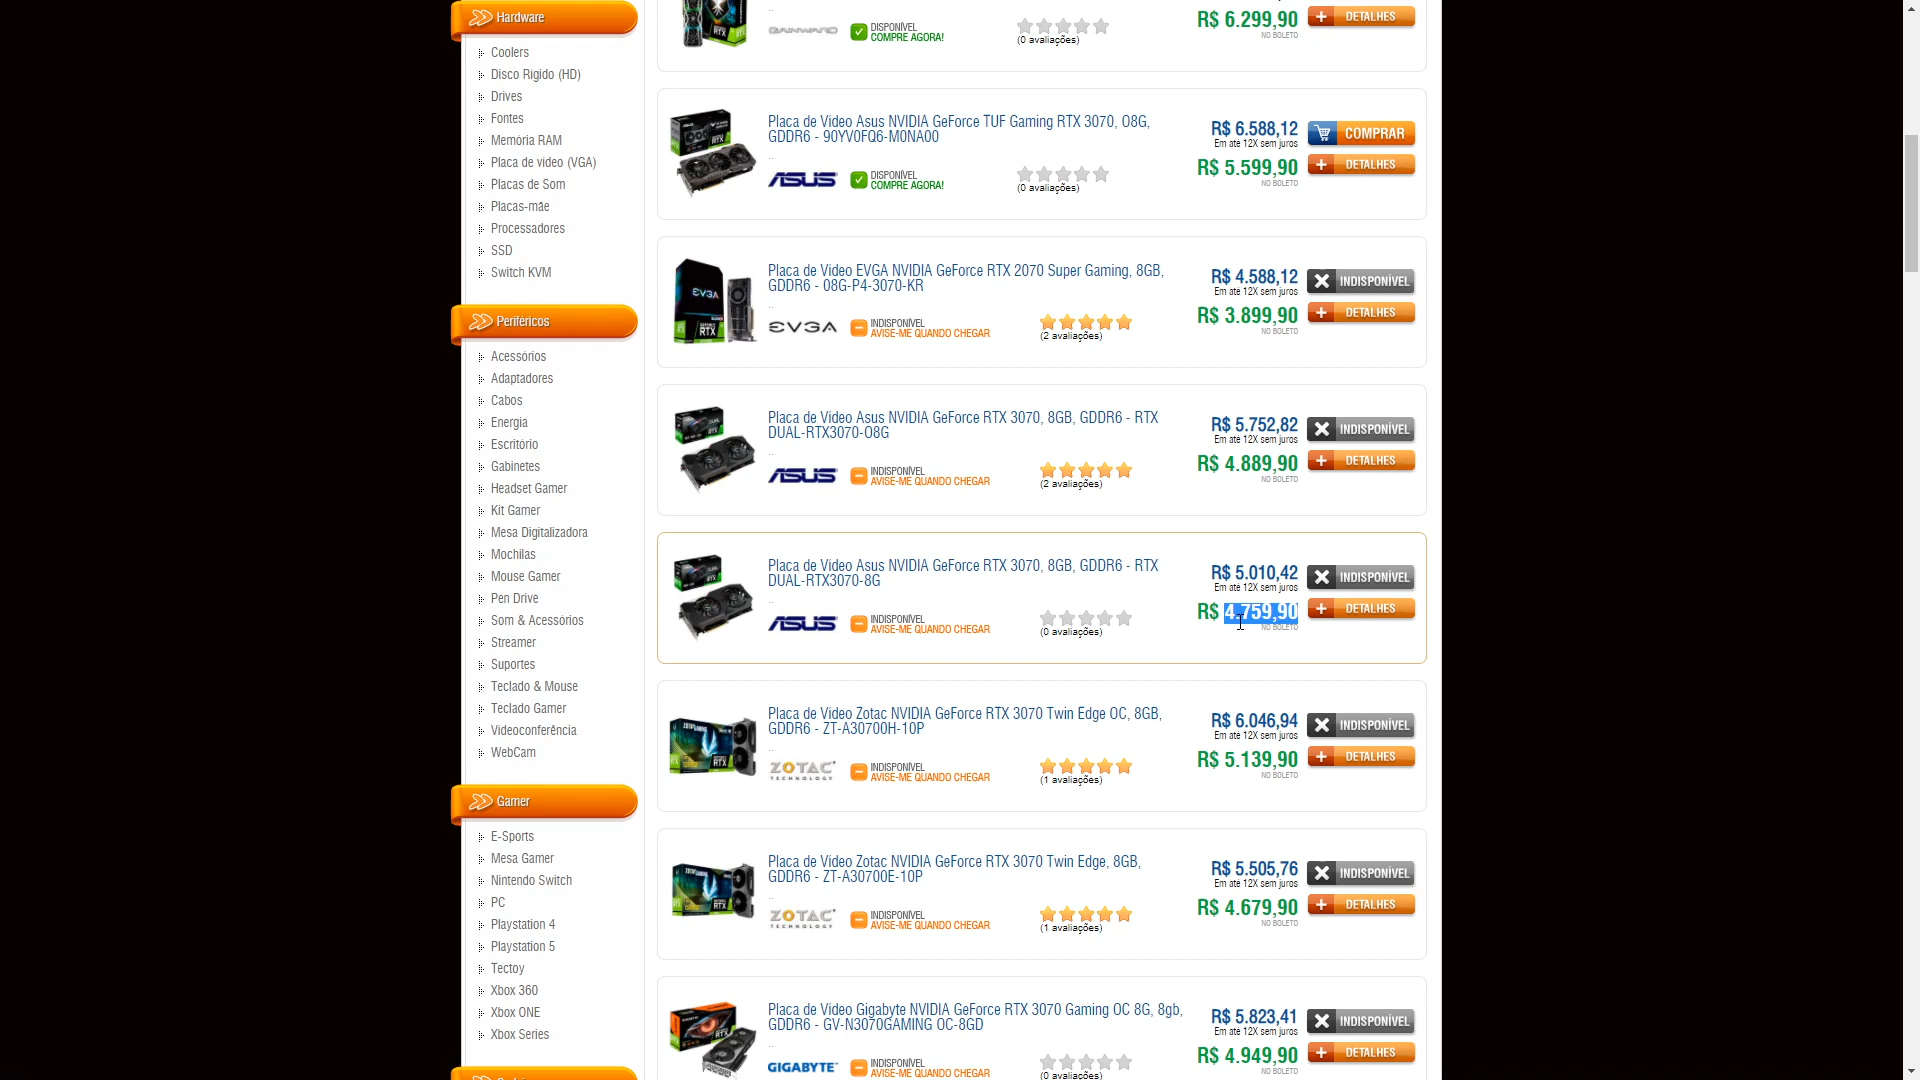 Hardware
Coolers
Disco Rígido (HD)
Drives
Fontes
Memória RAM
Placa de vídeo (VGA)
Placas de Som
Placas-mãe
Processadores
SSD
Switch KVM
Periféricos
Acessórios
Adaptadores
Cabos
Energia
Escritório
Gabinetes
Headset Gamer
Kit Gamer
Mesa Digitalizadora
Mochilas
Mouse Gamer
Pen Drive
Som & Acessórios
Streamer
Suportes
Teclado & Mouse
Teclado Gamer
Videoconferência
WebCam
Gamer
E-Sports
Mesa Gamer
Nintendo Switch
PC
Playstation 4
Playstation 5
Tectoy
Xbox 360
Xbox ONE
Xbox Series
..
GAINWARD
DISPONÍVEL
COMPRE AGORA!
(0 avaliações)
R$ 6.299,90
NO BOLETO
DETALHES
Placa de Vídeo Asus NVIDIA GeForce TUF Gaming RTX 3070, O8G,
GDDR6 - 90YV0FQ6-M0NA00
..
ASUS
DISPONÍVEL
COMPRE AGORA!
(0 avaliações)
R$ 6.588,12
Em até 12X sem juros
R$ 5.599,90
NO BOLETO
COMPRAR
DETALHES
Placa de Vídeo EVGA NVIDIA GeForce RTX 2070 Super Gaming, 8GB,
GDDR6 - 08G-P4-3070-KR
..
EVGA
INDISPONÍVEL
AVISE-ME QUANDO CHEGAR
(2 avaliações)
R$ 4.588,12
Em até 12X sem juros
R$ 3.899,90
NO BOLETO
INDISPONÍVEL
DETALHES
Placa de Vídeo Asus NVIDIA GeForce RTX 3070, 8GB, GDDR6 - RTX
DUAL-RTX3070-O8G
..
ASUS
INDISPONÍVEL
AVISE-ME QUANDO CHEGAR
(2 avaliações)
R$ 5.752,82
Em até 12X sem juros
R$ 4.889,90
NO BOLETO
INDISPONÍVEL
DETALHES
Placa de Vídeo Asus NVIDIA GeForce RTX 3070, 8GB, GDDR6 - RTX
DUAL-RTX3070-8G
..
ASUS
INDISPONÍVEL
AVISE-ME QUANDO CHEGAR
(0 avaliações)
R$ 5.010,42
Em até 12X sem juros
R$ 4.759,90
NO BOLETO
INDISPONÍVEL
DETALHES
Placa de Vídeo Zotac NVIDIA GeForce RTX 3070 Twin Edge OC, 8GB,
GDDR6 - ZT-A30700H-10P
..
ZOTAC
TECHNOLOGY
INDISPONÍVEL
AVISE-ME QUANDO CHEGAR
(1 avaliações)
R$ 6.046,94
Em até 12X sem juros
R$ 5.139,90
NO BOLETO
INDISPONÍVEL
DETALHES
Placa de Vídeo Zotac NVIDIA GeForce RTX 3070 Twin Edge, 8GB,
GDDR6 - ZT-A30700E-10P
..
ZOTAC
TECHNOLOGY
INDISPONÍVEL
AVISE-ME QUANDO CHEGAR
(1 avaliações)
R$ 5.505,76
Em até 12X sem juros
R$ 4.679,90
NO BOLETO
INDISPONÍVEL
DETALHES
Placa de Vídeo Gigabyte NVIDIA GeForce RTX 3070 Gaming OC 8G, 8gb,
GDDR6 - GV-N3070GAMING OC-8GD
..
GIGABYTE
INDISPONÍVEL
AVISE-ME QUANDO CHEGAR
(0 avaliações)
R$ 5.823,41
Em até 12X sem juros
R$ 4.949,90
NO BOLETO
INDISPONÍVEL
DETALHES